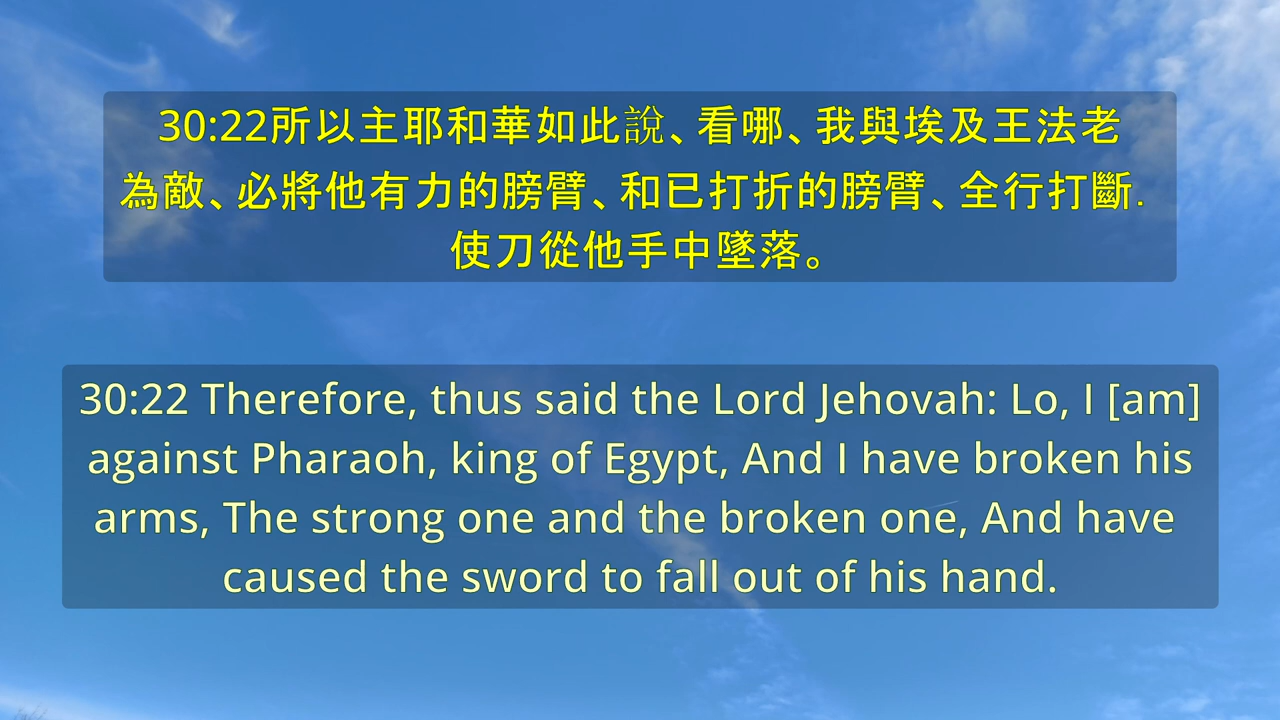 30:22所以主耶和華如此說、看哪、我與埃及王法老
為敵、必將他有力的膀臂、和已打折的膀臂、全行打斷.
使刀從他手中墜落。
30:22 Therefore, thus said the Lord Jehovah: Lo, I [am]
against Pharaoh, king of Egypt, And I have broken his
arms, The strong one and the broken one, And have
caused the sword to fall out of his hand.